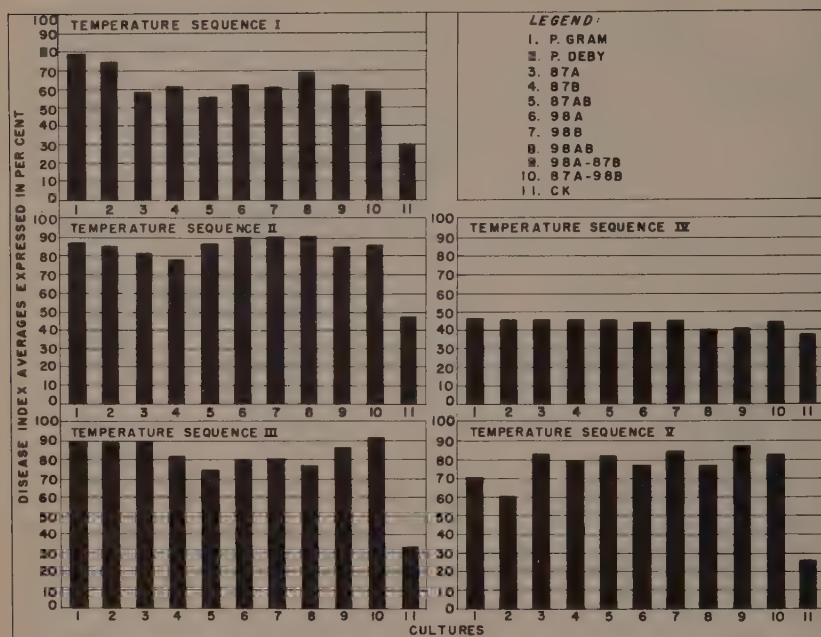 DISEASE INDEX AVERAGES EXPRESSED IN PER CENT
TEMPERATURE SEQUENCE I
100
90
80
70
60
50
40
30
20
10
0
1 2 3 4 5 6 7 8 9 10 11
LEGEND:
1. P. GRAM
P. DEBY
3. 87A
4. 87B
5. 87AB
6. 98A
7. 98B
8. 98AB
98A-87B
10. 87A-98B
11. CK
TEMPERATURE SEQUENCE II
100
90
80
70
60
50
40
30
20
10
0
1 2 3 4 5 6 7 8 9 10 11
TEMPERATURE SEQUENCE IV
100
90
80
70
60
50
40
30
20
10
0
1 2 3 4 5 6 7 8 9 10 11
TEMPERATURE SEQUENCE III
100
90
80
70
60
50
40
30
20
10
0
1 2 3 4 5 6 7 8 9 10 11
TEMPERATURE SEQUENCE V
100
90
80
70
60
50
40
30
20
10
0
1 2 3 4 5 6 7 8 9 10 11
CULTURES